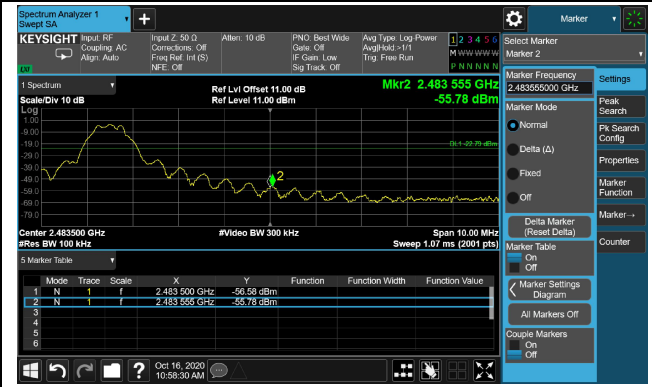 Spectrum Analyzer 1
Swept SA
Marker
KEYSIGHT Input: RF
Coupling: AC
Align: Auto
Input Z: 50 Ω
Corrections: Off
Freq Ref: Int (S)
NFE: Off
Atten: 10 dB
PNO: Best Wide
Gate: Off
IF Gain: Low
Sig Track: Off
Avg Type: Log-Power
Avg|Hold:>1/1
Trig: Free Run
1 2 3 4 5 6
M W W W W W
P N N N N N
LXI
Select Marker
Marker 2
1 Spectrum
Scale/Div 10 dB
Log
Ref Lvl Offset 11.00 dB
Ref Level 11.00 dBm
Mkr2 2.483 555 GHz
-55.78 dBm
1.00
-9.00
-19.0
-29.0
-39.0
-49.0
-59.0
-69.0
-79.0
DL1 -22.79 dBm
2
Center 2.483500 GHz
#Res BW 100 kHz
#Video BW 300 kHz
Span 10.00 MHz
Sweep 1.07 ms (2001 pts)
5 Marker Table
Mode Trace Scale X Y Function Function Width Function Value
1 N 1 f 2.483 500 GHz -56.58 dBm
2 N 1 f 2.483 555 GHz -55.78 dBm
3
4
5
6
Marker Frequency
2.483555000 GHz
Marker Mode
Normal
Delta (Δ)
Fixed
Off
Delta Marker
(Reset Delta)
Marker Table
On
Off
Marker Settings
Diagram
All Markers Off
Couple Markers
On
Off
Settings
Peak
Search
Pk Search
Config
Properties
Marker
Function
Marker→
Counter
?
Oct 16, 2020
10:58:30 AM